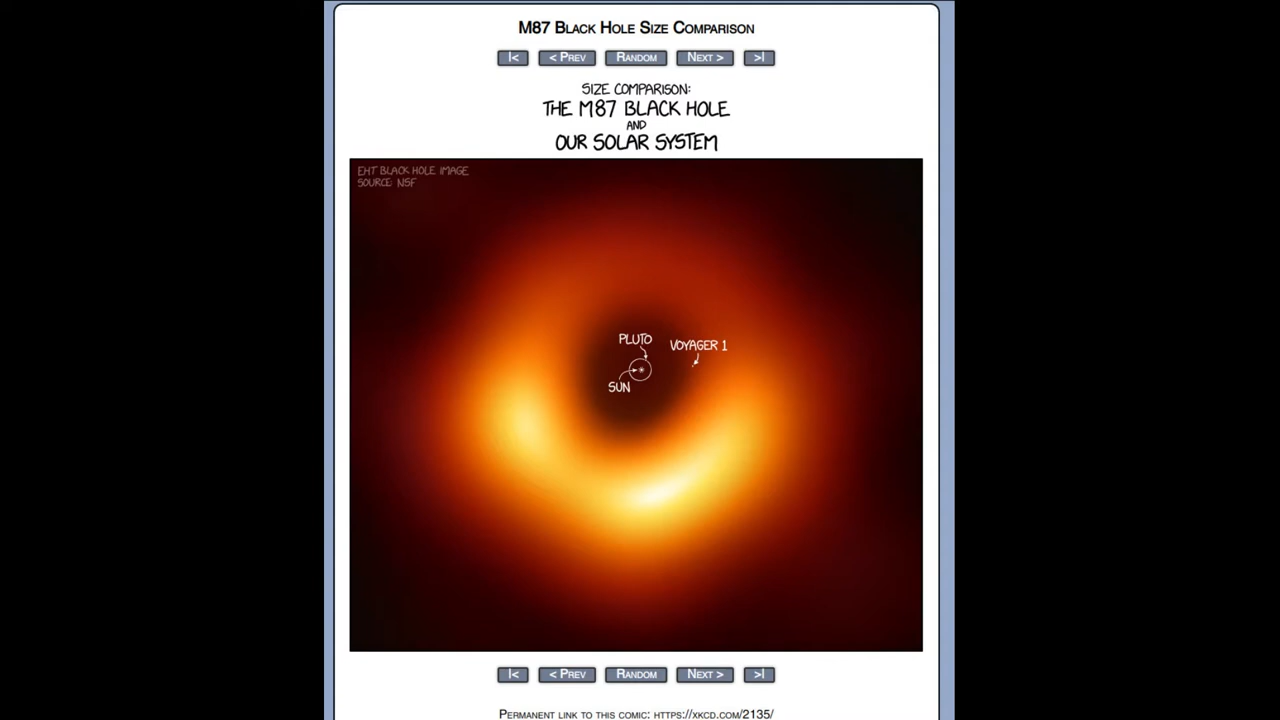 M87 Black Hole Size Comparison
|< < Prev Random Next > >|
SIZE COMPARISON:
THE M87 BLACK HOLE
AND
OUR SOLAR SYSTEM
EHT BLACK HOLE IMAGE
SOURCE: NSF
PLUTO
VOYAGER 1
SUN
|< < Prev Random Next > >|
Permanent link to this comic: https://xkcd.com/2135/